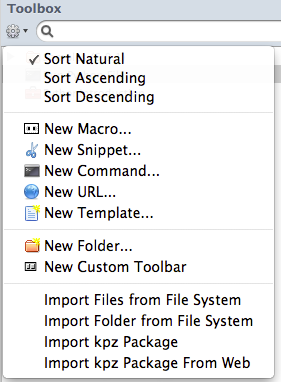 Toolbox
Sort Natural
Sort Ascending
Sort Descending
New Macro...
New Snippet...
New Command...
New URL...
New Template...
New Folder...
New Custom Toolbar
Import Files from File System
Import Folder from File System
Import kpz Package
Import kpz Package From Web